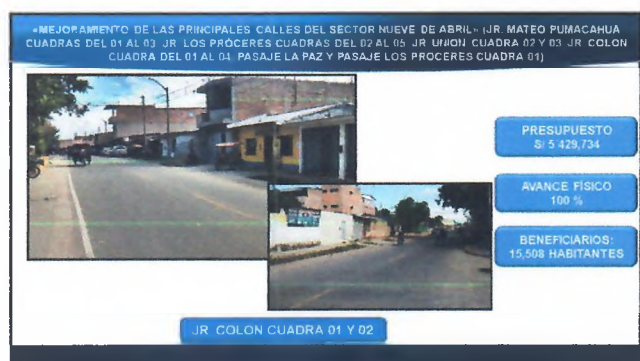 «MEJORAMIENTO DE LAS PRINCIPALES CALLES DEL SECTOR NUEVE DE ABRIL» (JR. MATEO PUMACAHUA
CUADRAS DEL 01 AL 03 JR LOS PRÓCERES CUADRAS DEL 02 AL 05 JR UNION CUADRA 02 Y 03 JR COLON
CUADRA DEL 01 AL 04 PASAJE LA PAZ Y PASAJE LOS PROCERES CUADRA 01)
PRESUPUESTO
S/ 5 428,734
AVANCE FÍSICO
100 %
BENEFICIARIOS:
15,508 HABITANTES
JR COLON CUADRA 01 Y 02